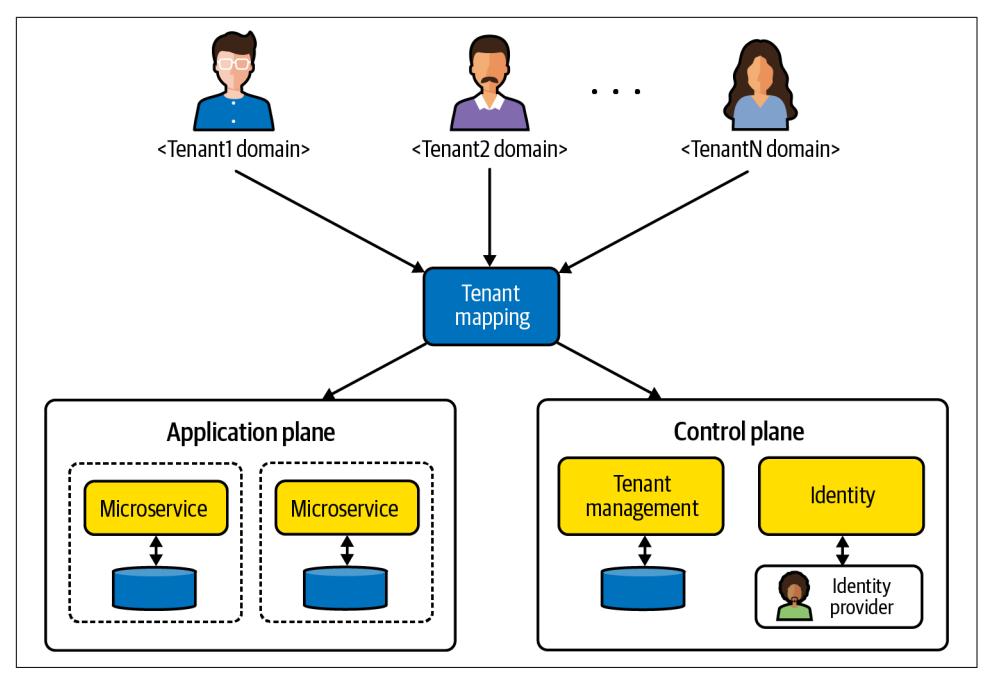 <Tenant1 domain>
<Tenant2 domain>
. . .
<TenantN domain>
Tenant
mapping
Application plane
Microservice
Microservice
Control plane
Tenant
management
Identity
Identity
provider